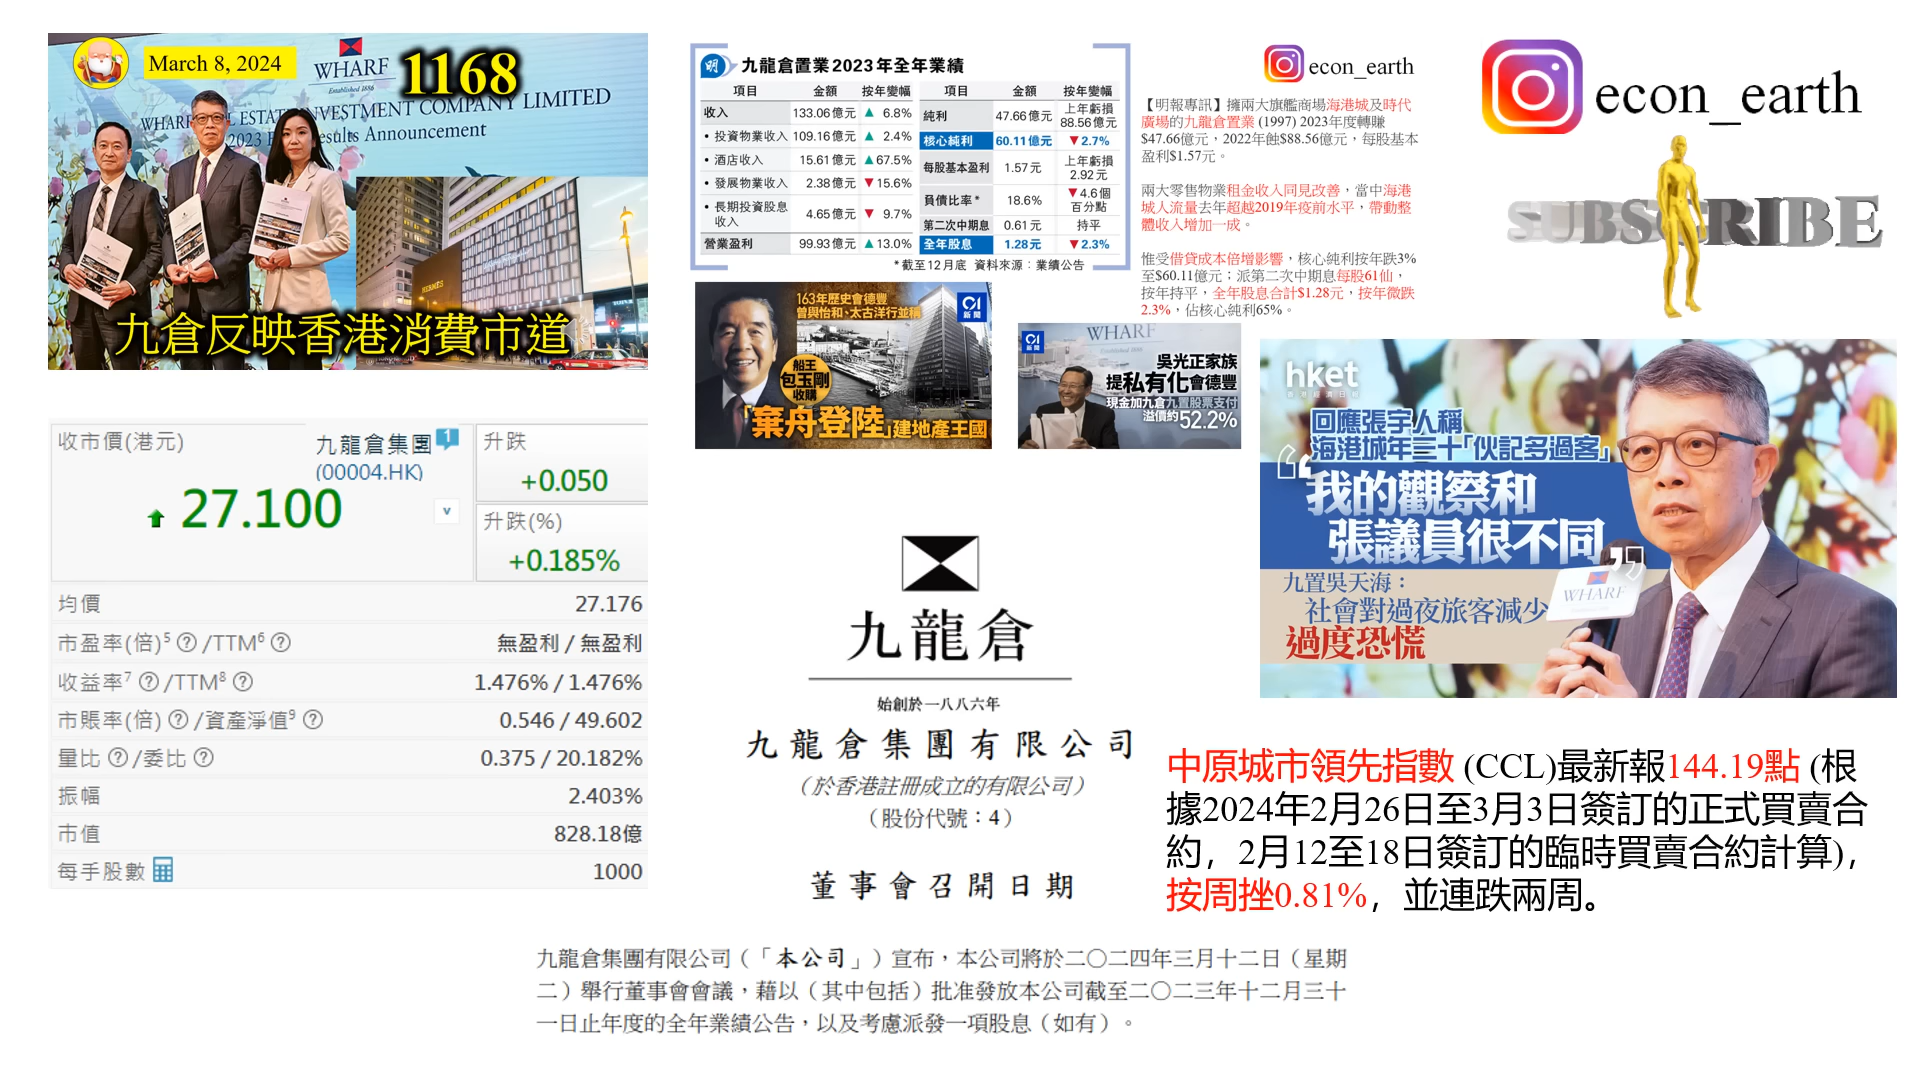 March 8, 2024
WHARF
Established 1886
1168
WHARF REAL ESTATE INVESTMENT COMPANY LIMITED
2023 Final Results Announcement
HERMES
九倉反映香港消費市道
明 九龍倉置業2023年全年業績
項目 金額 按年變幅 項目 金額 按年變幅
收入 133.06億元 ▲ 6.8%
• 投資物業收入 109.16億元 ▲ 2.4%
• 酒店收入 15.61億元 ▲67.5%
• 發展物業收入 2.38億元 ▼15.6%
• 長期投資股息收入 4.65億元 ▼ 9.7%
營業盈利 99.93億元 ▲13.0%
純利 47.66億元 上年虧損88.56億元
核心純利 60.11億元 ▼2.7%
每股基本盈利 1.57元 上年虧損2.92元
負債比率* 18.6% ▼4.6個百分點
第二次中期息 0.61元 持平
全年股息 1.28元 ▼2.3%
*截至12月底 資料來源：業績公告
econ_earth
【明報專訊】擁兩大旗艦商場海港城及時代
廣場的九龍倉置業 (1997) 2023年度轉賺
$47.66億元，2022年蝕$88.56億元，每股基本
盈利$1.57元。
兩大零售物業租金收入同見改善，當中海港
城人流量去年超越2019年疫前水平，帶動整
體收入增加一成。
惟受借貸成本倍增影響，核心純利按年跌3%
至$60.11億元；派第二次中期息每股61仙，
按年持平，全年股息合計$1.28元，按年微跌
2.3%，佔核心純利65%。
econ_earth
SUBSCRIBE
163年歷史會德豐
曾與怡和、太古洋行並稱
01
新聞
船王
包玉剛
收購
「棄舟登陸」建地產王國
01
新聞
WHARF
Established 1886
吳光正家族
提私有化會德豐
現金加九倉九置股票支付
溢價約52.2%
hket
香港經濟日報
回應張宇人稱
海港城年三十「伙記多過客」
“我的觀察和
張議員很不同”
九置吳天海：
社會對過夜旅客減少
過度恐慌
WHARF
收市價(港元)
九龍倉集團 1
(00004.HK)
27.100
v
升跌
+0.050
升跌(%)
+0.185%
均價 27.176
市盈率(倍)5 ? /TTM6 ? 無盈利 / 無盈利
收益率7 ? /TTM8 ? 1.476% / 1.476%
市賬率(倍) ? /資產淨值9 ? 0.546 / 49.602
量比 ? /委比 ? 0.375 / 20.182%
振幅 2.403%
市值 828.18億
每手股數 1000
九龍倉
始創於一八八六年
九龍倉集團有限公司
（於香港註冊成立的有限公司）
（股份代號：4）
董事會召開日期
九龍倉集團有限公司（「本公司」）宣布，本公司將於二〇二四年三月十二日（星期
二）舉行董事會會議，藉以（其中包括）批准發放本公司截至二〇二三年十二月三十
一日止年度的全年業績公告，以及考慮派發一項股息（如有）。
中原城市領先指數 (CCL)最新報144.19點 (根
據2024年2月26日至3月3日簽訂的正式買賣合
約，2月12至18日簽訂的臨時買賣合約計算)，
按周挫0.81%，並連跌兩周。